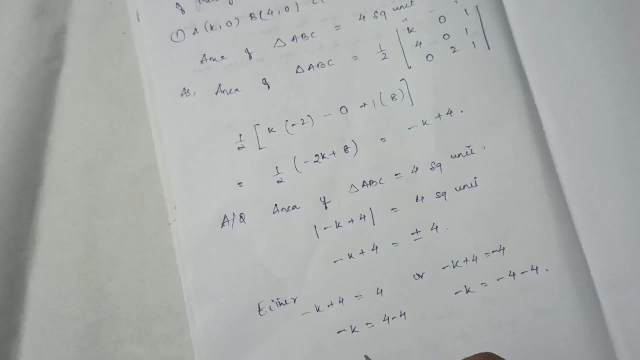 ① A(k,0) B(4,0)
Area of △ABC = 4 sq unit
As, Area of △ABC = 1/2 | k 0 1
4 0 1
0 2 1 |
1/2 [ k (-2) - 0 + 1 ( 8 ) ]
= 1/2 (-2k + 8) = -k + 4.
A/Q Area of △ABC = 4 sq unit.
|-k + 4| = 4 sq unit
-k + 4 = ± 4.
Either -k + 4 = 4 or -k + 4 = -4
-k = 4-4 -k = -4-4.